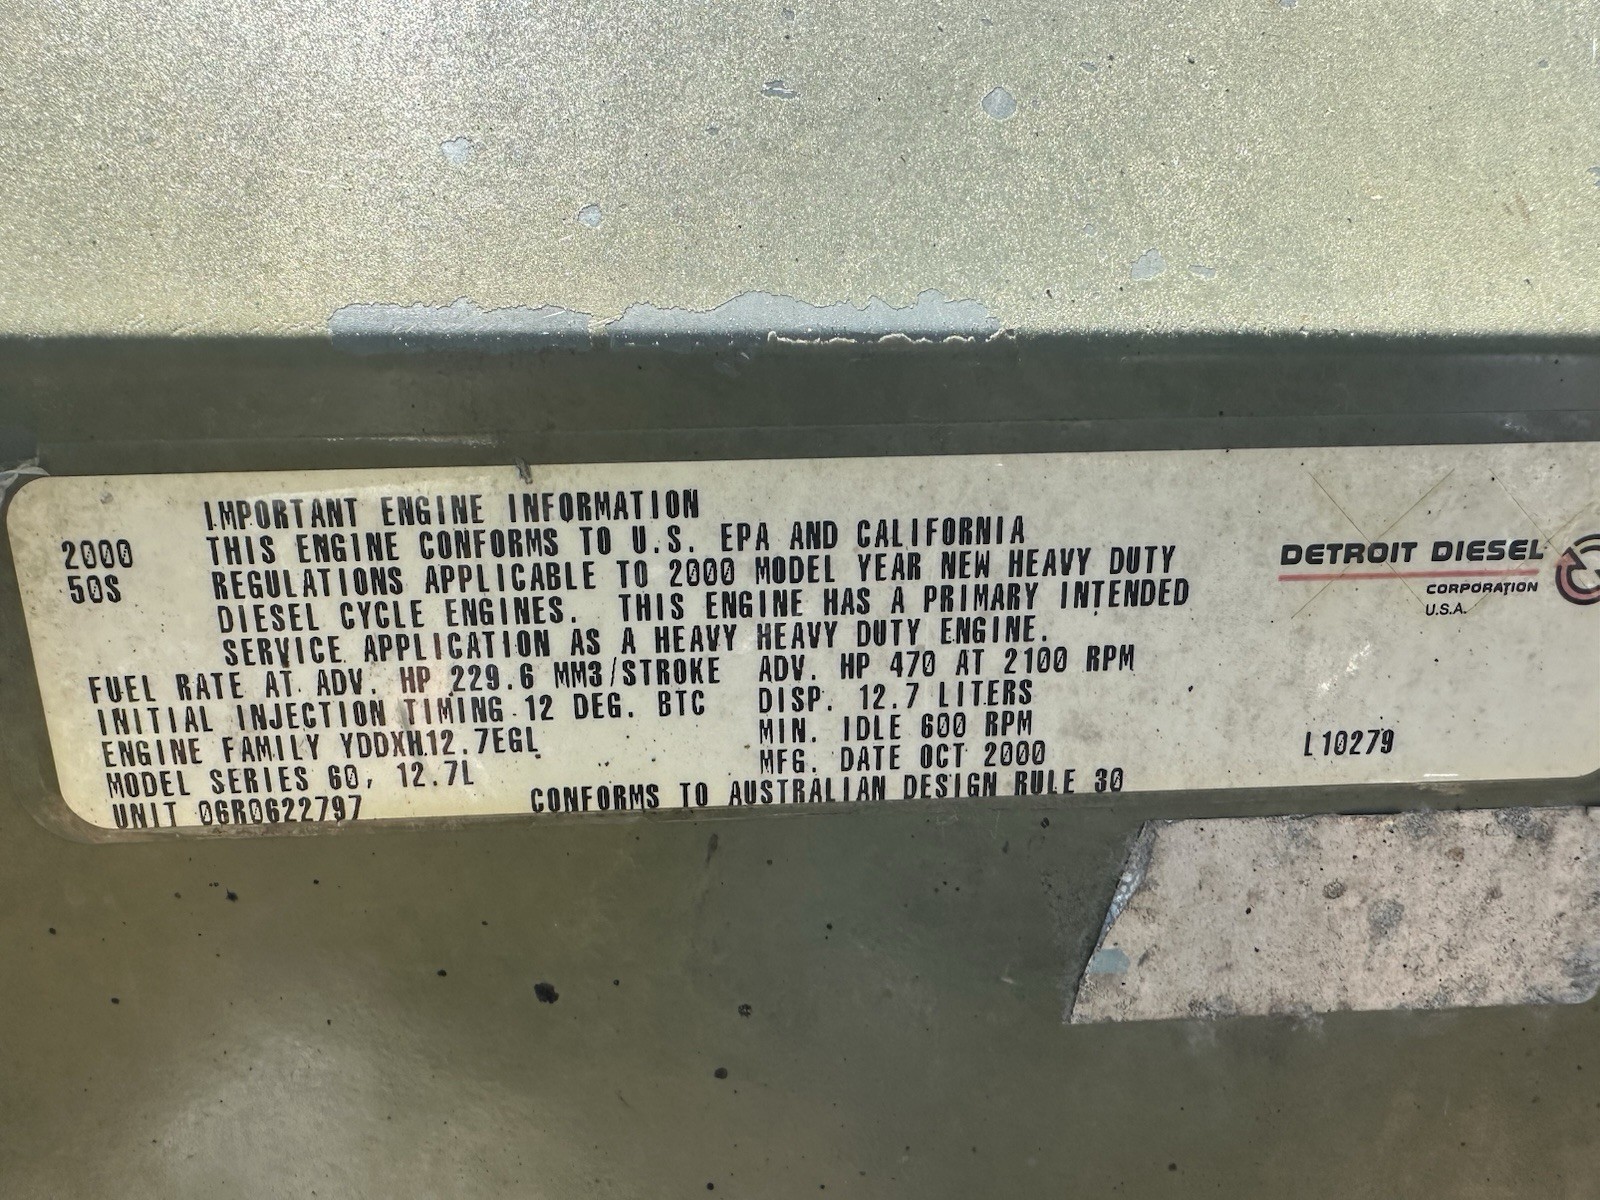 IMPORTANT ENGINE INFORMATION
2000 THIS ENGINE CONFORMS TO U.S. EPA AND CALIFORNIA
50S REGULATIONS APPLICABLE TO 2000 MODEL YEAR NEW HEAVY DUTY
DIESEL CYCLE ENGINES. THIS ENGINE HAS A PRIMARY INTENDED
SERVICE APPLICATION AS A HEAVY HEAVY DUTY ENGINE.
FUEL RATE AT ADV. HP 229.6 MM3/STROKE ADV. HP 470 AT 2100 RPM
INITIAL INJECTION TIMING 12 DEG. BTC DISP. 12.7 LITERS
ENGINE FAMILY YDDXH12.7EGL MIN. IDLE 600 RPM
MODEL SERIES 60, 12.7L MFG. DATE OCT 2000
UNIT 06R0622797 CONFORMS TO AUSTRALIAN DESIGN RULE 30
DETROIT DIESEL
CORPORATION
U.S.A.
L10279